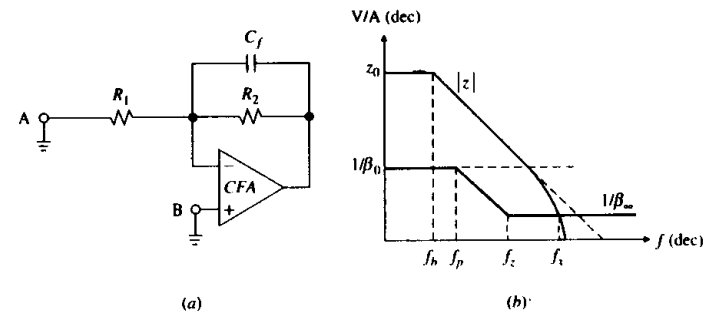 C_f
R_1
R_2
A
−
CFA
B
+
(a)
V/A (dec)
z_0
|z|
1/β_0
1/β_∞
f_b
f_p
f_z
f_x
f (dec)
(b)